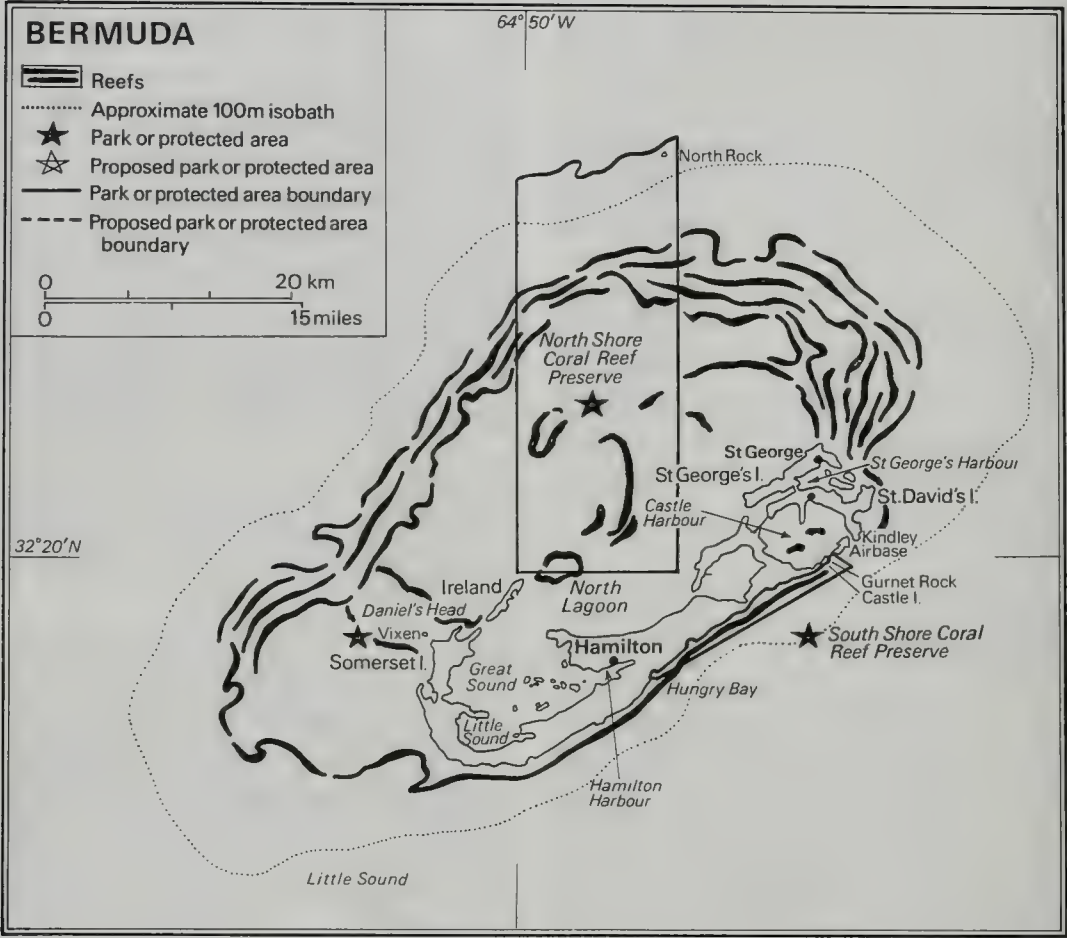 BERMUDA
Reefs
Approximate 100m isobath
Park or protected area
Proposed park or protected area
Park or protected area boundary
Proposed park or protected area
boundary
0 20 km
0 15 miles
64° 50' W
North Rock
North Shore
Coral Reef
Preserve
St George
St George's I.
St George's Harbour
St. David's I.
Castle
Harbour
Kindley
Airbase
32°20' N
Gurnet Rock
Castle I.
Ireland
North
Lagoon
Daniel's Head
Vixen
Somerset I.
Hamilton
South Shore Coral
Reef Preserve
Great
Sound
Hungry Bay
Little
Sound
Hamilton
Harbour
Little Sound